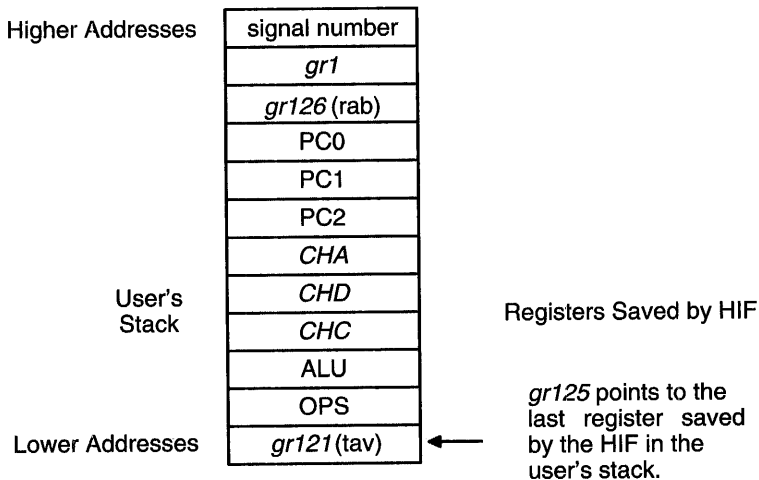 Higher Addresses
signal number
gr1
gr126 (rab)
PC0
PC1
PC2
CHA
CHD
CHC
ALU
OPS
gr121(tav)
User's
Stack
Lower Addresses
Registers Saved by HIF
gr125 points to the
last register saved
by the HIF in the
user's stack.